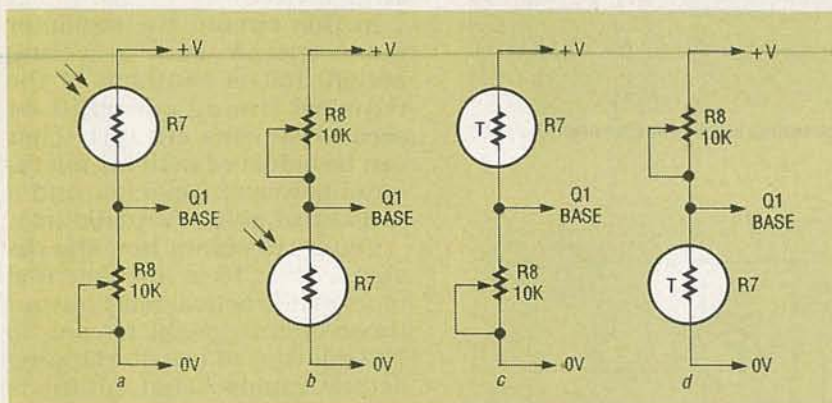 +V
R7
Q1
BASE
R8
10K
0V
a
+V
R8
10K
Q1
BASE
R7
0V
b
+V
T
R7
Q1
BASE
R8
10K
0V
c
+V
R8
10K
Q1
BASE
T
R7
0V
d